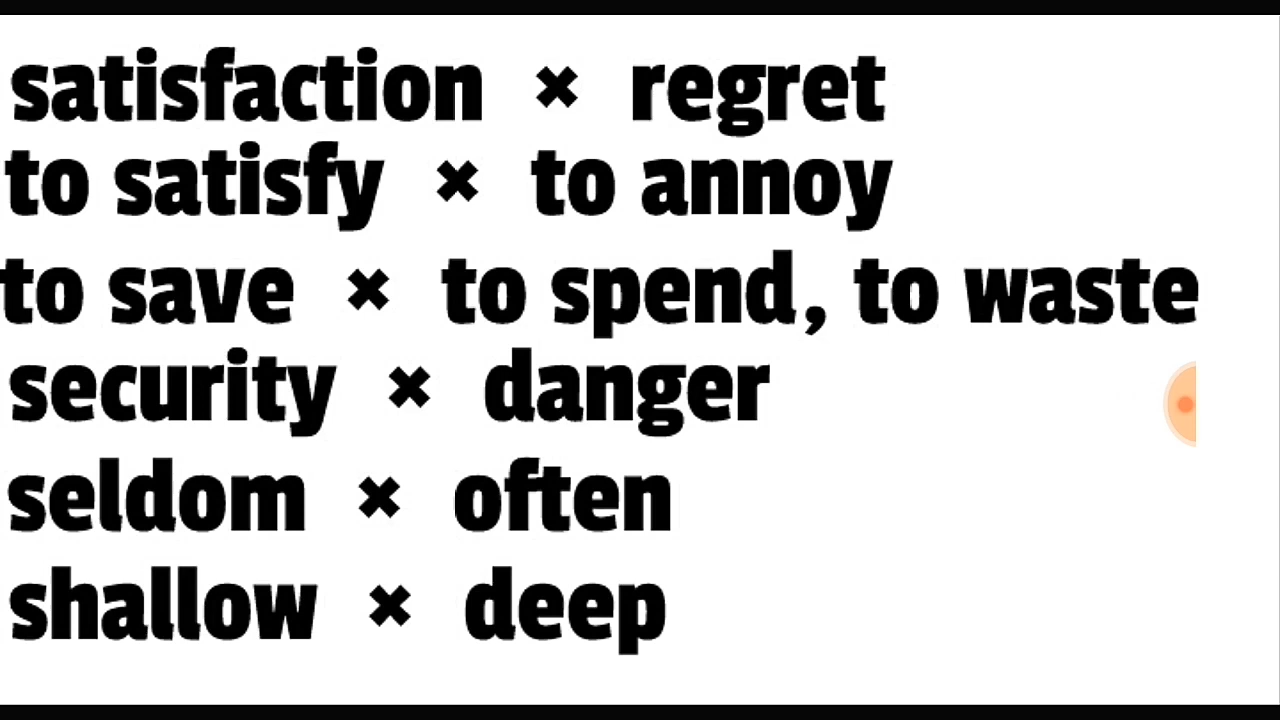 satisfaction × regret
to satisfy × to annoy
to save × to spend, to waste
security × danger
seldom × often
shallow × deep